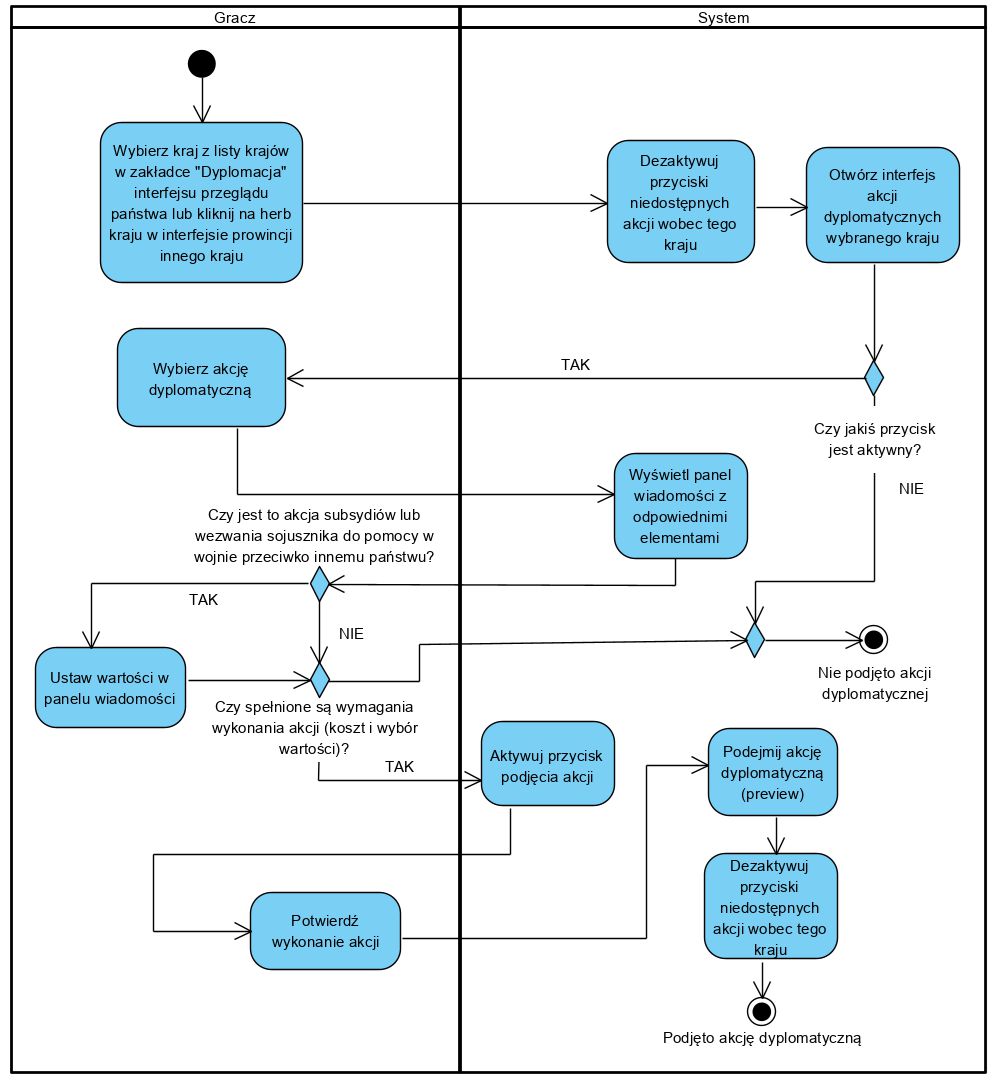 Gracz
System
Wybierz kraj z listy krajów
w zakładce "Dyplomacja"
interfejsu przeglądu
państwa lub kliknij na herb
kraju w interfejsie prowincji
innego kraju
Dezaktywuj
przyciski
niedostępnych
akcji wobec tego
kraju
Otwórz interfejs
akcji
dyplomatycznych
wybranego kraju
Wybierz akcję
dyplomatyczną
TAK
Czy jakiś przycisk
jest aktywny?
NIE
Wyświetl panel
wiadomości z
odpowiednimi
elementami
Czy jest to akcja subsydiów lub
wezwania sojusznika do pomocy w
wojnie przeciwko innemu państwu?
TAK
NIE
Ustaw wartości w
panelu wiadomości
Czy spełnione są wymagania
wykonania akcji (koszt i wybór
wartości)?
TAK
Nie podjęto akcji
dyplomatycznej
Aktywuj przycisk
podjęcia akcji
Podejmij akcję
dyplomatyczną
(preview)
Dezaktywuj
przyciski
niedostępnych
akcji wobec tego
kraju
Potwierdź
wykonanie akcji
Podjęto akcję dyplomatyczną